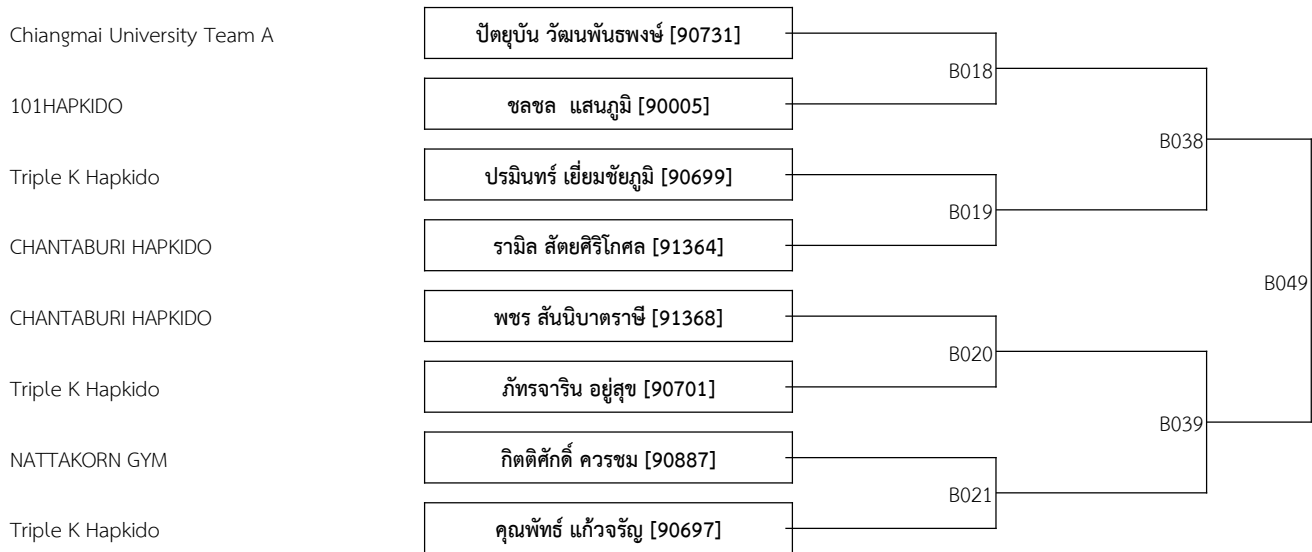 Chiangmai University Team A
ปัตยุบัน วัฒนพันธพงษ์ [90731]
B018
101HAPKIDO
ชลชล แสนภูมิ [90005]
B038
Triple K Hapkido
ปรมินทร์ เยี่ยมชัยภูมิ [90699]
B019
CHANTABURI HAPKIDO
รามิล สัตยศิริโกศล [91364]
B049
CHANTABURI HAPKIDO
พชร สันนิบาตราษี [91368]
B020
Triple K Hapkido
ภัทรจาริน อยู่สุข [90701]
B039
NATTAKORN GYM
กิตติศักดิ์ ควรชม [90887]
B021
Triple K Hapkido
คุณพัทธ์ แก้วจรัญ [90697]